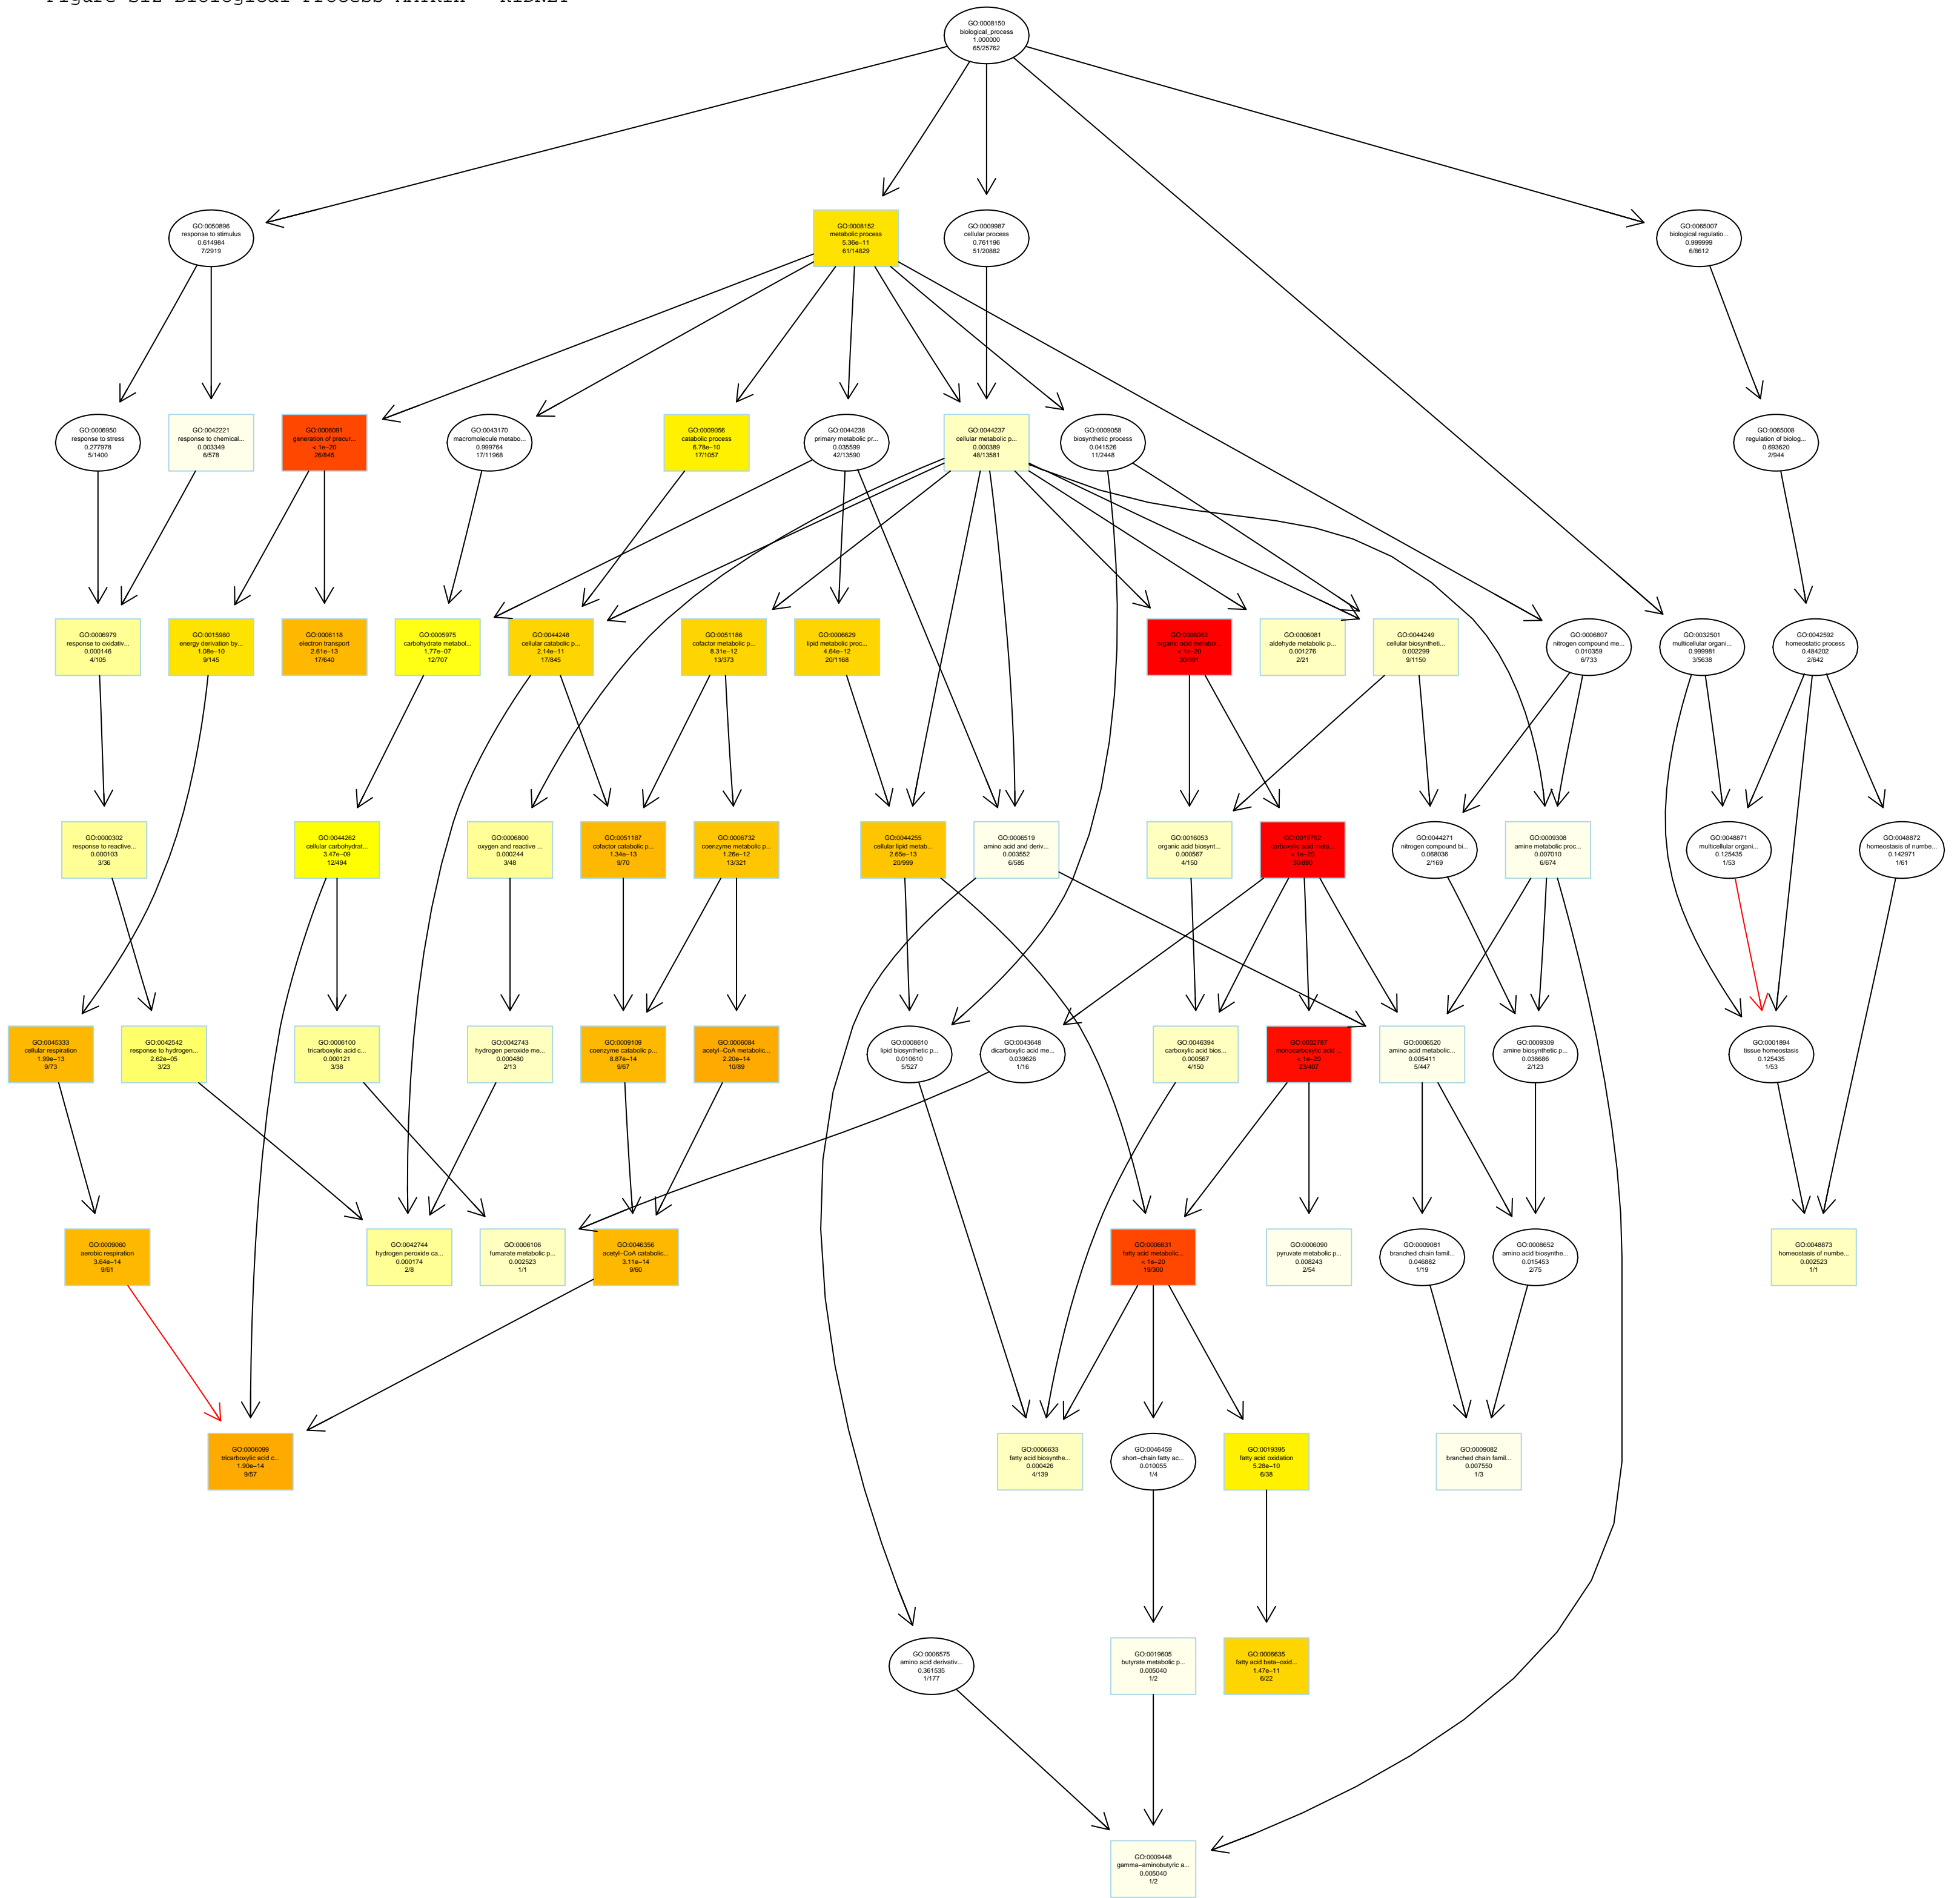 GO:0008150
biological_process
1.000000
65/25762
GO:0050896
response to stimulus
0.614984
7/2919
GO:0008152
metabolic process
5.36e−11
61/14829
GO:0009987
cellular process
0.761196
51/20882
GO:0065007
biological regulatio...
0.999999
6/8612
GO:0006950
response to stress
0.277978
5/1400
GO:0042221
response to chemical...
0.003349
6/578
GO:0006091
generation of precur...
< 1e−20
26/845
GO:0043170
macromolecule metabo...
0.999764
17/11968
GO:0009056
catabolic process
6.78e−10
17/1057
GO:0044238
primary metabolic pr...
0.035599
42/13590
GO:0044237
cellular metabolic p...
0.000389
48/13581
GO:0009058
biosynthetic process
0.041526
11/2448
GO:0065008
regulation of biolog...
0.693620
2/944
GO:0006979
response to oxidativ...
0.000146
4/105
GO:0015980
energy derivation by...
1.08e−10
9/145
GO:0006118
electron transport
2.61e−13
17/640
GO:0005975
carbohydrate metabol...
1.77e−07
12/707
GO:0044248
cellular catabolic p...
2.14e−11
17/845
GO:0051186
cofactor metabolic p...
8.31e−12
13/373
GO:0006629
lipid metabolic proc...
4.64e−12
20/1168
GO:0006082
organic acid metabol...
< 1e−20
GO:0006081
aldehyde metabolic p...
0.001276
2/21
GO:0044249
cellular biosyntheti...
0.002299
9/1150
GO:0006807
nitrogen compound me...
0.010359
6/733
GO:0032501
multicellular organi...
0.999981
3/5638
GO:0042592
homeostatic process
0.484202
2/642
GO:0000302
response to reactive...
0.000103
3/36
GO:0044262
cellular carbohydrat...
3.47e−09
12/494
GO:0006800
oxygen and reactive ...
0.000244
3/48
GO:0051187
cofactor catabolic p...
1.34e−13
9/70
GO:0006732
coenzyme metabolic p...
1.26e−12
13/321
GO:0044255
cellular lipid metab...
2.65e−13
20/999
GO:0006519
amino acid and deriv...
0.003552
6/585
GO:0016053
organic acid biosynt...
0.000567
4/150
GO:0019752
carboxylic acid meta...
< 1e−20
GO:0044271
nitrogen compound bi...
0.068036
2/169
GO:0009308
amine metabolic proc...
0.007010
6/674
GO:0048871
multicellular organi...
0.125435
1/53
GO:0048872
homeostasis of numbe...
0.142971
1/61
GO:0045333
cellular respiration
1.99e−13
9/73
GO:0042542
response to hydrogen...
2.62e−05
3/23
GO:0006100
tricarboxylic acid c...
0.000121
3/38
GO:0042743
hydrogen peroxide me...
0.000480
2/13
GO:0009109
coenzyme catabolic p...
8.87e−14
9/67
GO:0006084
acetyl−CoA metabolic...
2.20e−14
10/89
GO:0008610
lipid biosynthetic p...
0.010610
5/527
GO:0043648
dicarboxylic acid me...
0.039626
1/16
GO:0046394
carboxylic acid bios...
0.000567
4/150
GO:0032787
monocarboxylic acid ...
< 1e−20
23/407
GO:0006520
amino acid metabolic...
0.005411
5/447
GO:0009309
amine biosynthetic p...
0.038686
2/123
GO:0001894
tissue homeostasis
0.125435
1/53
GO:0009060
aerobic respiration
3.64e−14
9/61
GO:0042744
hydrogen peroxide ca...
0.000174
2/8
GO:0006106
fumarate metabolic p...
0.002523
1/1
GO:0046356
acetyl−CoA catabolic...
3.11e−14
9/60
GO:0006631
fatty acid metabolic...
< 1e−20
19/300
GO:0006090
pyruvate metabolic p...
0.008243
2/54
GO:0009081
branched chain famil...
0.046882
1/19
GO:0008652
amino acid biosynthe...
0.015453
2/75
GO:0048873
homeostasis of numbe...
0.002523
1/1
GO:0006099
tricarboxylic acid c...
1.90e−14
9/57
GO:0006633
fatty acid biosynthe...
0.000426
4/139
GO:0046459
short−chain fatty ac...
0.010055
1/4
GO:0019395
fatty acid oxidation
5.28e−10
6/38
GO:0009082
branched chain famil...
0.007550
1/3
GO:0006575
amino acid derivativ...
0.361535
1/177
GO:0019605
butyrate metabolic p...
0.005040
1/2
GO:0006635
fatty acid beta−oxid...
1.47e−11
6/22
GO:0009448
gamma−aminobutyric a...
0.005040
1/2